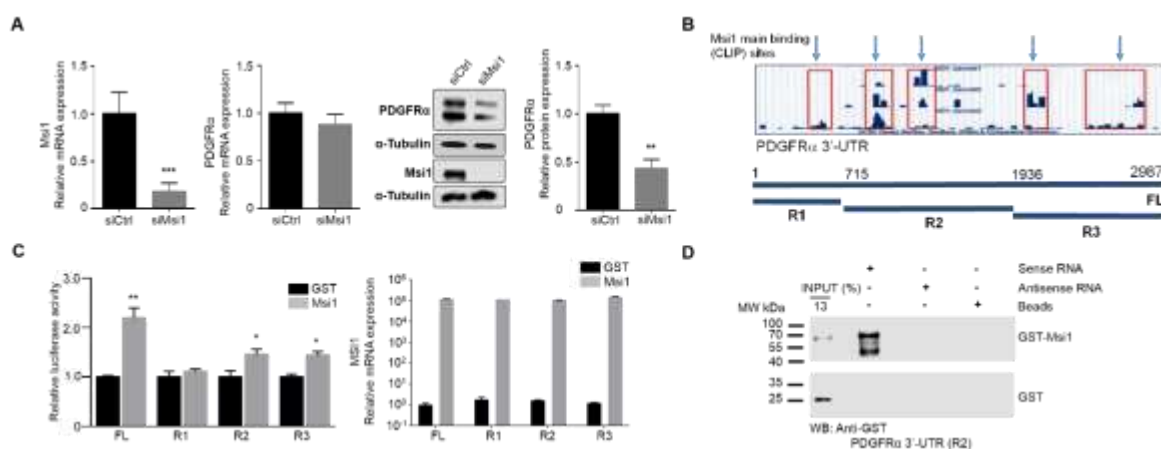 A
Msi1
Relative mRNA expression
1.5
1.0
0.5
0.0
***
siCtrl
siMsi1
PDGFRα
Relative mRNA expression
1.5
1.0
0.5
0.0
siCtrl
siMsi1
siCtrl
siMsi1
PDGFRα
α-Tubulin
Msi1
α-Tubulin
PDGFRα
Relative protein expression
1.5
1.0
0.5
0.0
**
siCtrl
siMsi1
B
Msi1 main binding
(CLIP) sites
PDGFRα 3'-UTR
1 715 1936 2967
FL
R1
R2
R3
C
Relative luciferase activity
3.0
2.0
1.0
0.0
GST
Msi1
**
*
*
FL R1 R2 R3
MSI1
Relative mRNA expression
GST
Msi1
10⁶
10⁵
10⁴
10³
10²
10¹
10⁰
10⁻¹
FL R1 R2 R3
D
+ - - Sense RNA
INPUT (%) - + - Antisense RNA
13 - - + Beads
MW kDa
100
70
55
40
GST-Msi1
35
25
GST
WB: Anti-GST
PDGFRα 3'-UTR (R2)